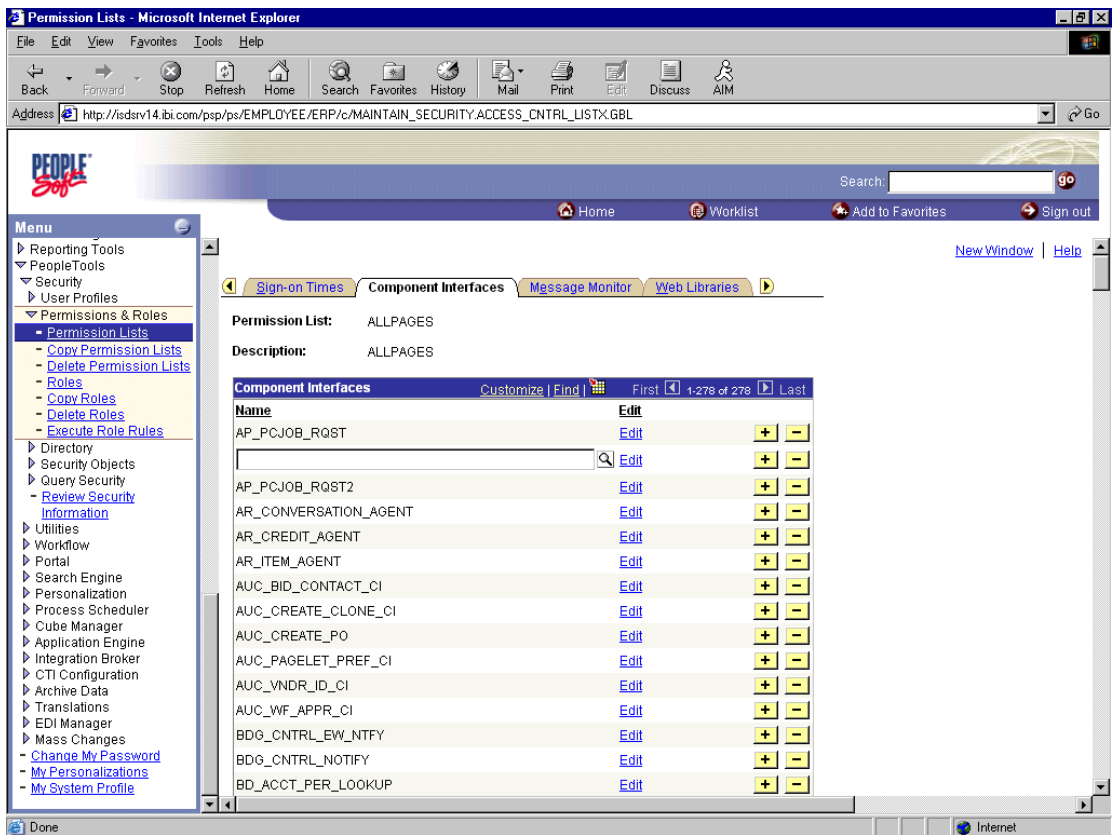 Permission Lists - Microsoft Internet Explorer
File Edit View Favorites Tools Help
Back Forward Stop Refresh Home Search Favorites History Mail Print Edit Discuss AIM
Address http://isdsrv14.ibi.com/psp/ps/EMPLOYEE/ERP/c/MAINTAIN_SECURITY.ACCESS_CNTRL_LISTX.GBL Go
PEOPLE Soft
Search: go
Home Worklist Add to Favorites Sign out
Menu
Reporting Tools
PeopleTools
Security
User Profiles
Permissions & Roles
- Permission Lists
- Copy Permission Lists
- Delete Permission Lists
- Roles
- Copy Roles
- Delete Roles
- Execute Role Rules
Directory
Security Objects
Query Security
- Review Security
Information
Utilities
Workflow
Portal
Search Engine
Personalization
Process Scheduler
Cube Manager
Application Engine
Integration Broker
CTI Configuration
Archive Data
Translations
EDI Manager
Mass Changes
- Change My Password
- My Personalizations
- My System Profile
New Window | Help
Sign-on Times Component Interfaces Message Monitor Web Libraries
Permission List: ALLPAGES
Description: ALLPAGES
Component Interfaces Customize | Find | First 1-278 of 278 Last
Name Edit
AP_PCJOB_RQST Edit + -
Edit + -
AP_PCJOB_RQST2 Edit + -
AR_CONVERSATION_AGENT Edit + -
AR_CREDIT_AGENT Edit + -
AR_ITEM_AGENT Edit + -
AUC_BID_CONTACT_CI Edit + -
AUC_CREATE_CLONE_CI Edit + -
AUC_CREATE_PO Edit + -
AUC_PAGELET_PREF_CI Edit + -
AUC_VNDR_ID_CI Edit + -
AUC_WF_APPR_CI Edit + -
BDG_CNTRL_EW_NTFY Edit + -
BDG_CNTRL_NOTIFY Edit + -
BD_ACCT_PER_LOOKUP Edit + -
Done Internet